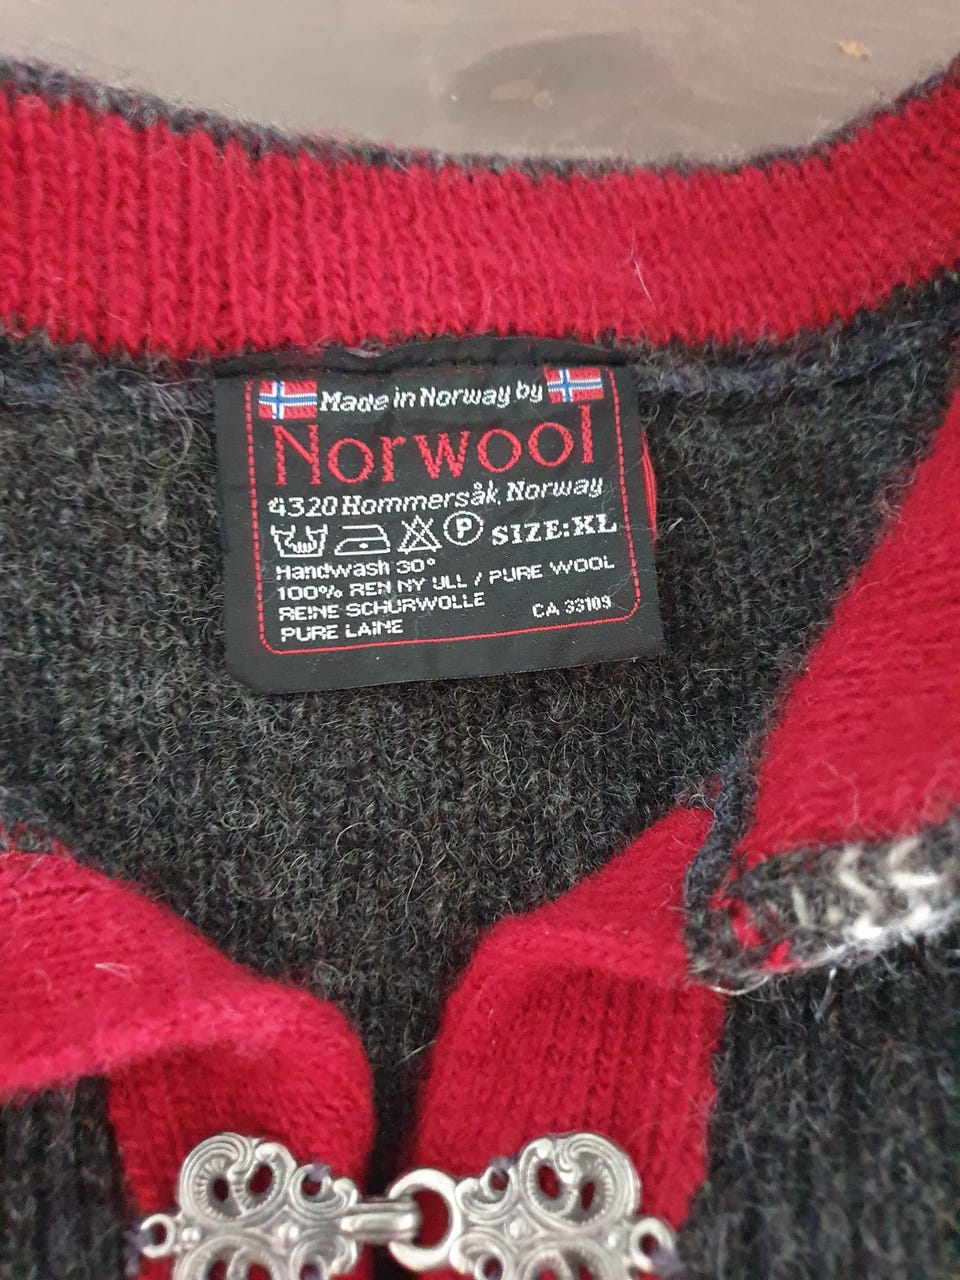 Made in Norway by
Norwool
4320 Hommersåk, Norway
P SIZE:XL
Handwash 30°
100% REN NY ULL / PURE WOOL
REINE SCHURWOLLE
PURE LAINE CA 33109